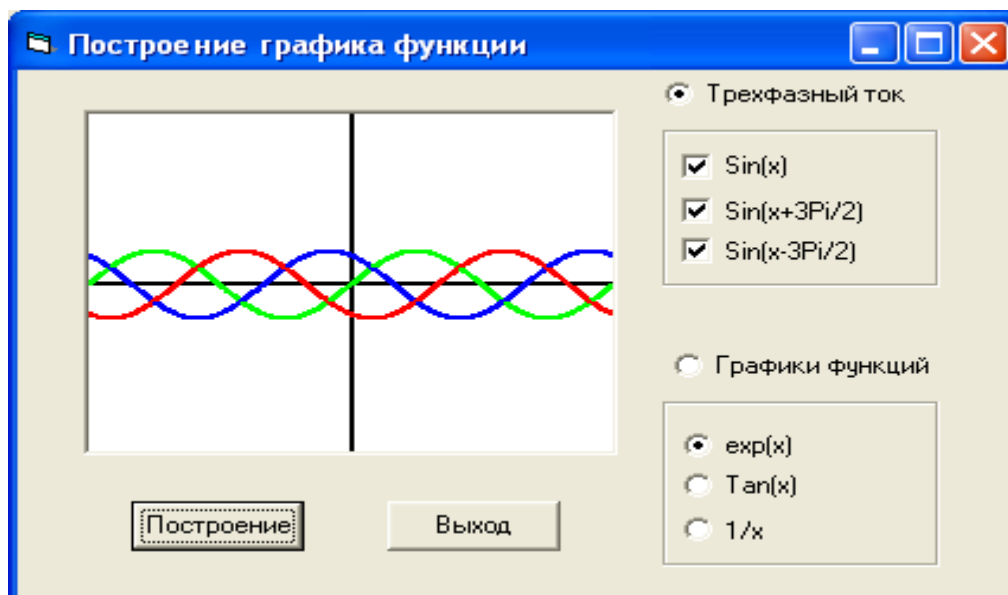 Построение графика функции
Трехфазный ток
Sin(x)
Sin(x+3Pi/2)
Sin(x-3Pi/2)
Графики функций
exp(x)
Tan(x)
1/x
Построение
Выход